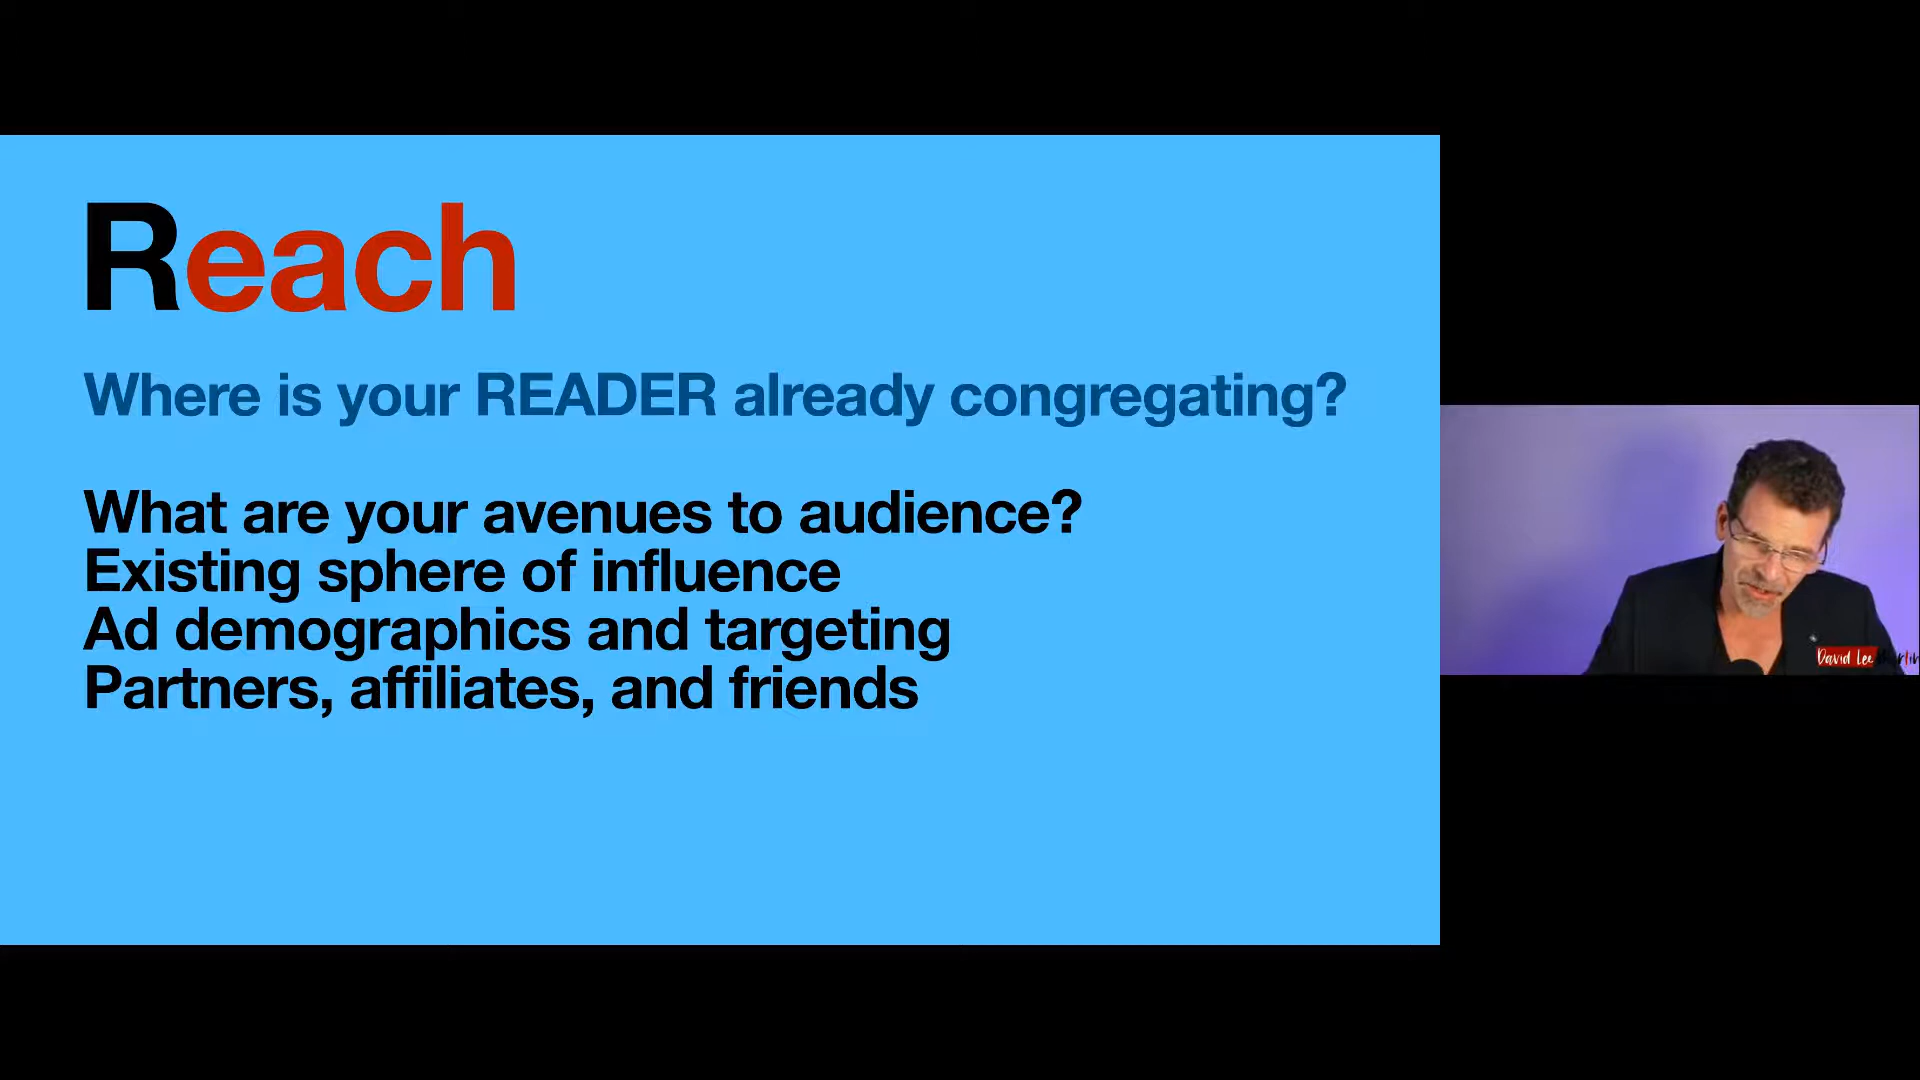 Reach
Where is your READER already congregating?
What are your avenues to audience?
Existing sphere of influence
Ad demographics and targeting
Partners, affiliates, and friends
David Lee